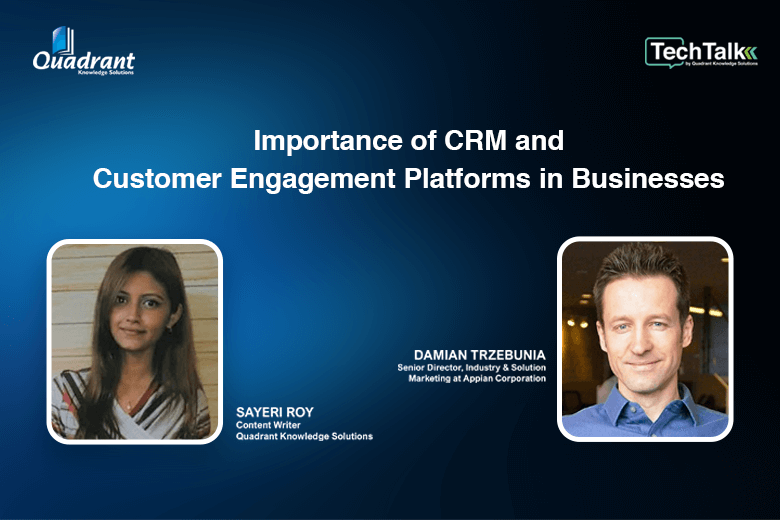 Quadrant
Knowledge Solutions
TechTalk
by Quadrant Knowledge Solutions
Importance of CRM and
Customer Engagement Platforms in Businesses
DAMIAN TRZEBUNIA
Senior Director, Industry & Solution
Marketing at Appian Corporation
SAYERI ROY
Content Writer
Quadrant Knowledge Solutions